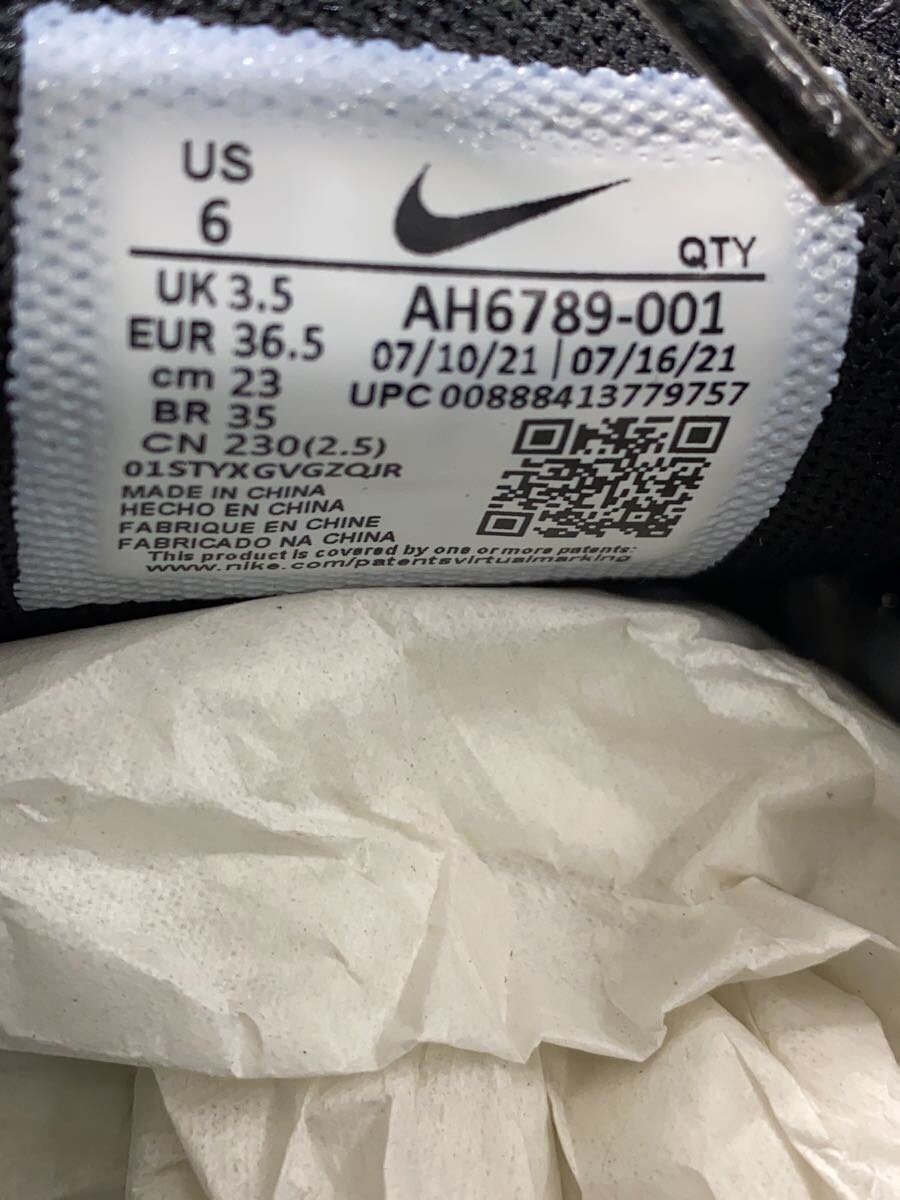 US
6
QTY
UK 3.5
EUR 36.5
cm 23
BR 35
CN 230(2.5)
01STYXGVGZQJR
MADE IN CHINA
HECHO EN CHINA
FABRIQUE EN CHINE
FABRICADO NA CHINA
AH6789-001
07/10/21 | 07/16/21
UPC 00888413779757
This product is covered by one or more patents:
www.nike.com/patentsvirtualmarking